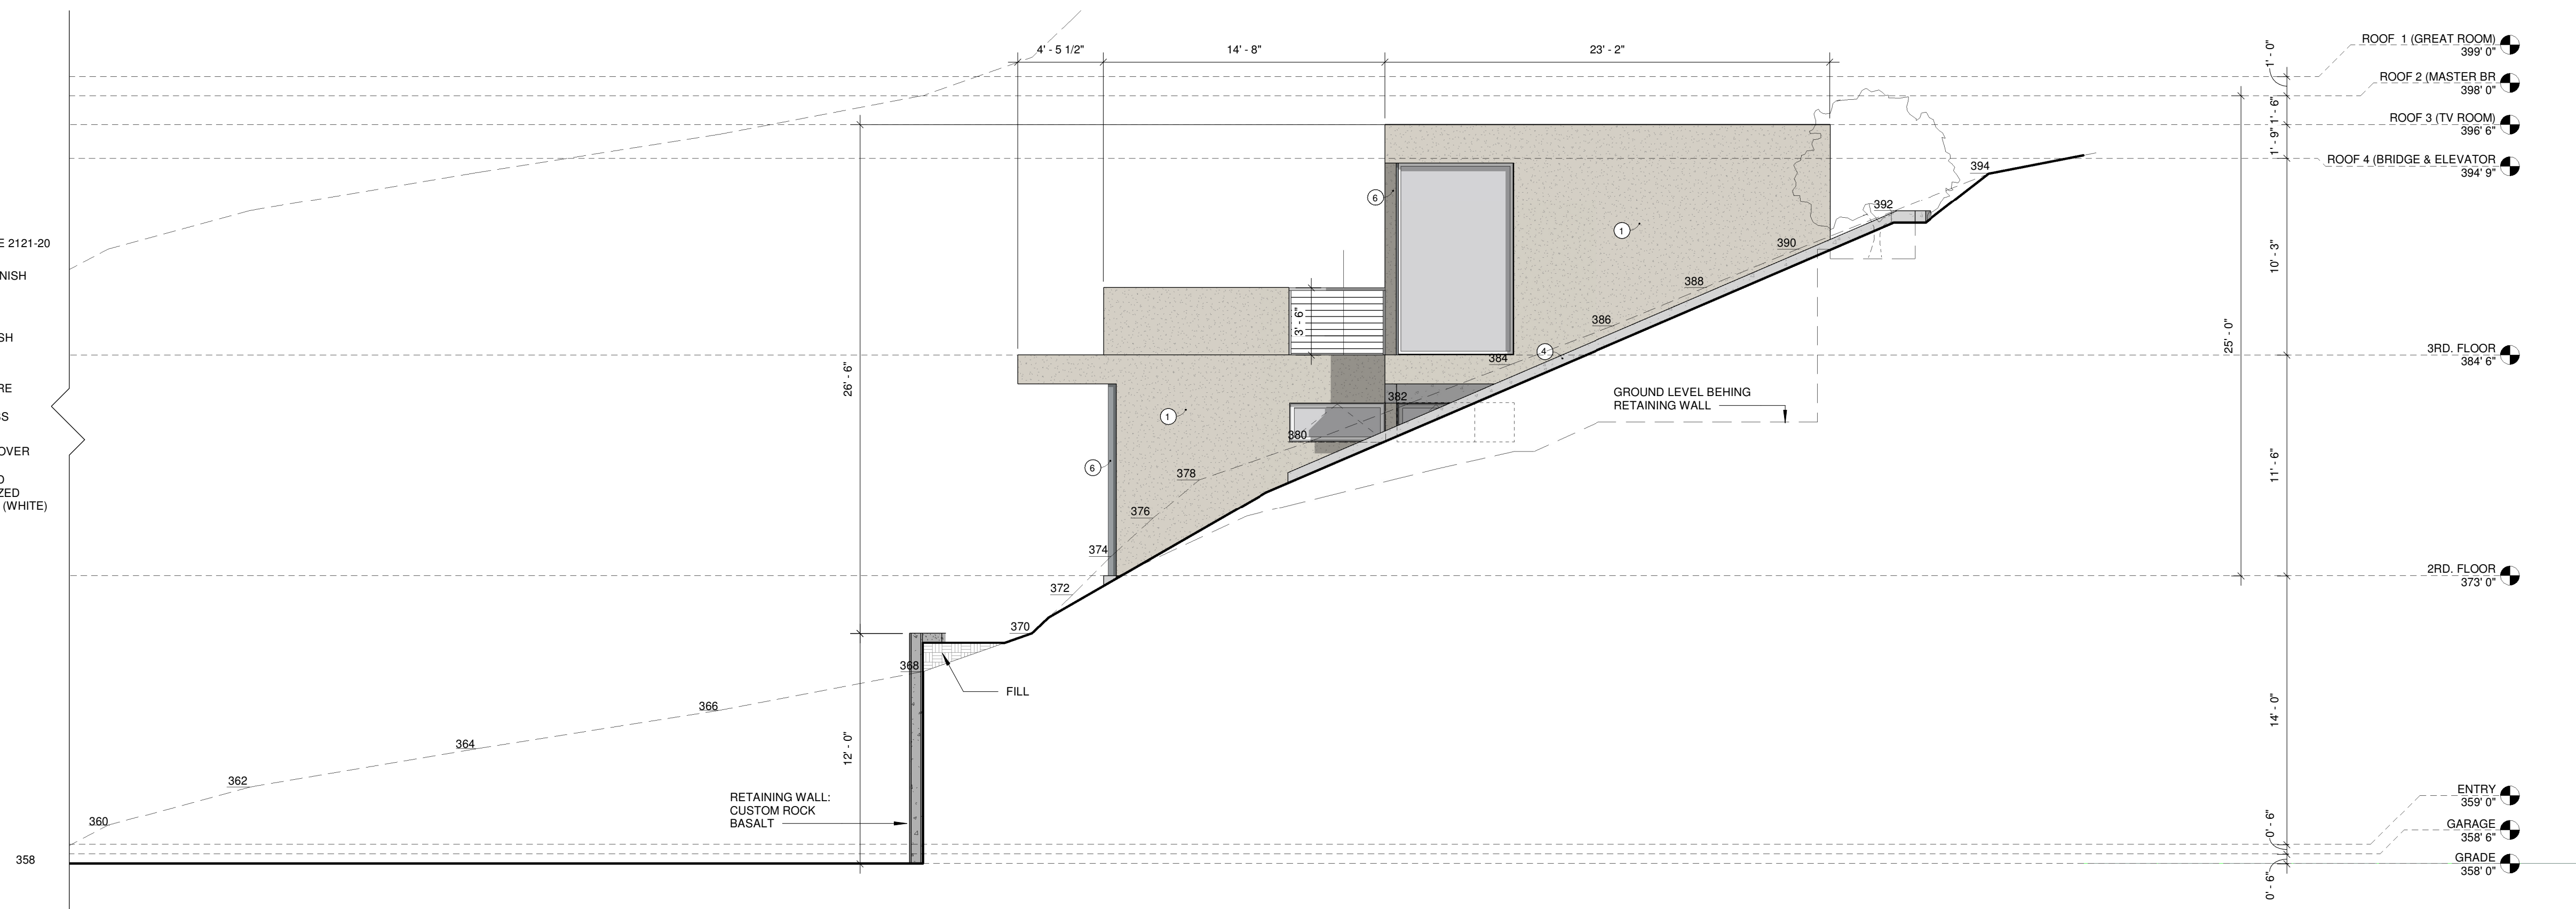 4' - 5 1/2"
14' - 8"
23' - 2"
1' - 0"
ROOF 1 (GREAT ROOM)
399' 0"
ROOF 2 (MASTER BR
398' 0"
1' - 6"
ROOF 3 (TV ROOM)
396' 6"
1' - 9"
ROOF 4 (BRIDGE & ELEVATOR
394' 9"
394
6
392
1
390
10' - 3"
E 2121-20
NISH
388
3' - 6"
386
SH
25' - 0"
3RD. FLOOR
384' 6"
4
384
26' - 6"
RE
382
GROUND LEVEL BEHING
RETAINING WALL
SS
1
380
OVER
6
378
11' - 6"
D
ZED
(WHITE)
376
374
2RD. FLOOR
373' 0"
372
370
368
FILL
366
14' - 0"
364
12' - 0"
362
RETAINING WALL:
CUSTOM ROCK
BASALT
ENTRY
359' 0"
360
0' - 6"
GARAGE
358' 6"
358
GRADE
358' 0"
0' - 6"